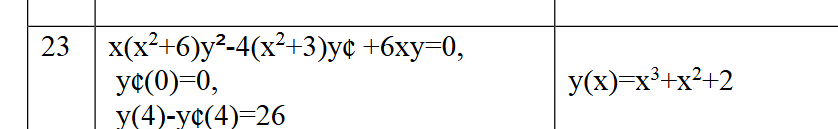 23
x(x²+6)y²-4(x²+3)y¢ +6xy=0,
y¢(0)=0,
y(4)-y¢(4)=26
y(x)=x³+x²+2